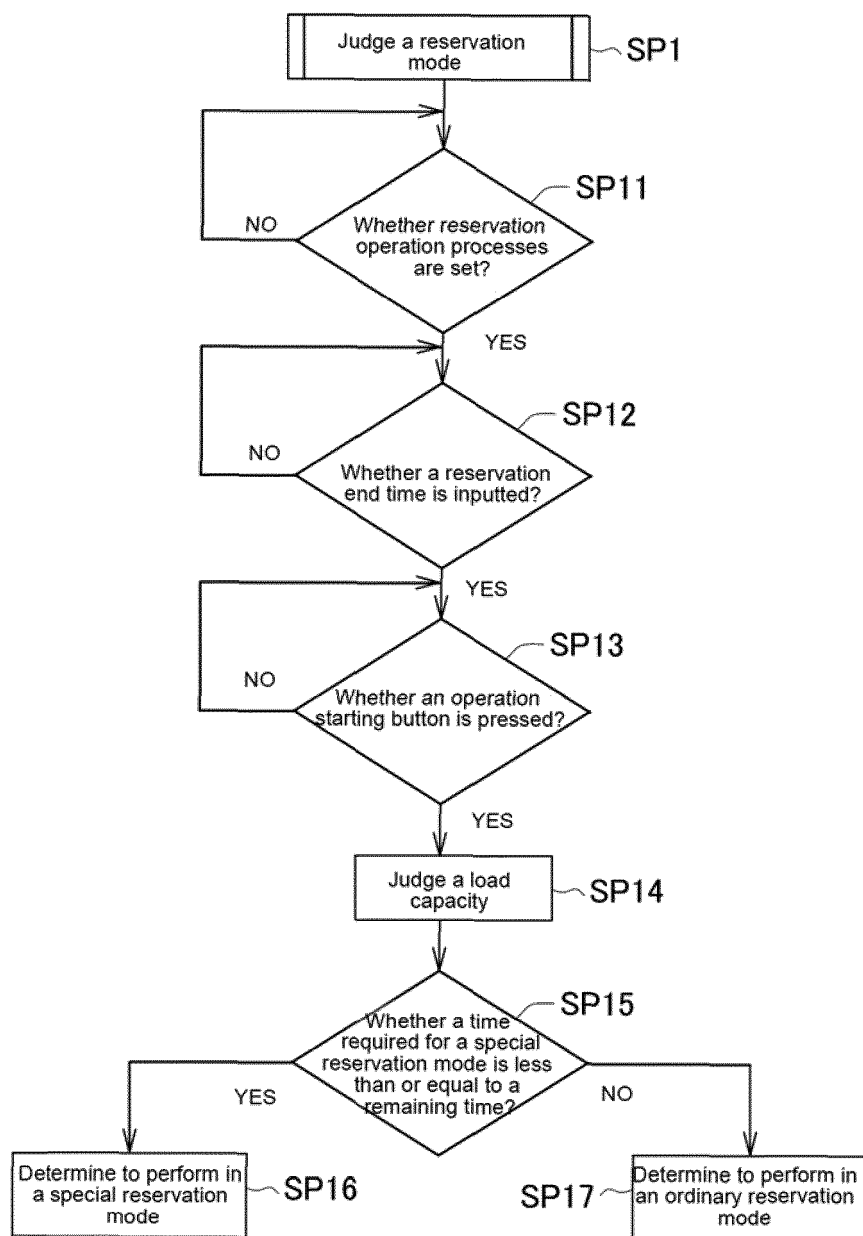 Judge a reservation
mode
SP1
SP11
NO
Whether reservation
operation processes
are set?
YES
SP12
NO
Whether a reservation
end time is inputted?
YES
SP13
NO
Whether an operation
starting button is pressed?
YES
Judge a load
capacity
SP14
SP15
Whether a time
required for a special
reservation mode is less
than or equal to a
remaining time?
YES
NO
Determine to perform in
a special reservation
mode
SP16
SP17
Determine to perform in
an ordinary reservation
mode